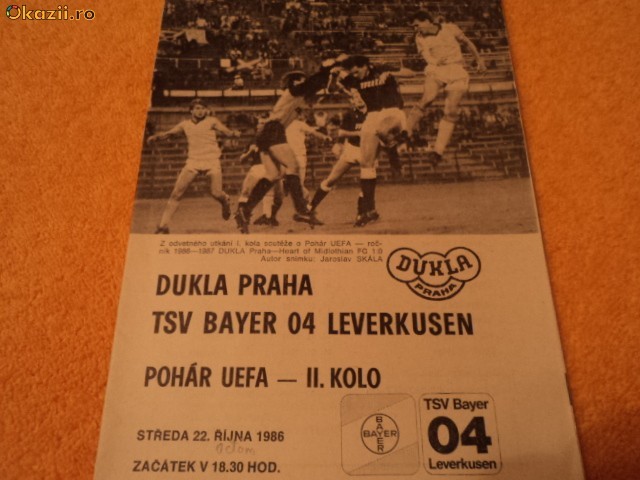 Okazii.ro
Z odvetného utkání I. kola soutěže o Pohár UEFA — roč-
ník 1986—1987 DUKLA Praha—Heart of Midlothian FC 1:0
Autor snímku: Jaroslav SKÁLA
DUKLA
PRAHA
DUKLA PRAHA
TSV BAYER 04 LEVERKUSEN
POHÁR UEFA — II. KOLO
STŘEDA 22. ŘÍJNA 1986
ZAČÁTEK V 18.30 HOD.
BAYER
BAYER
TSV Bayer
04
Leverkusen